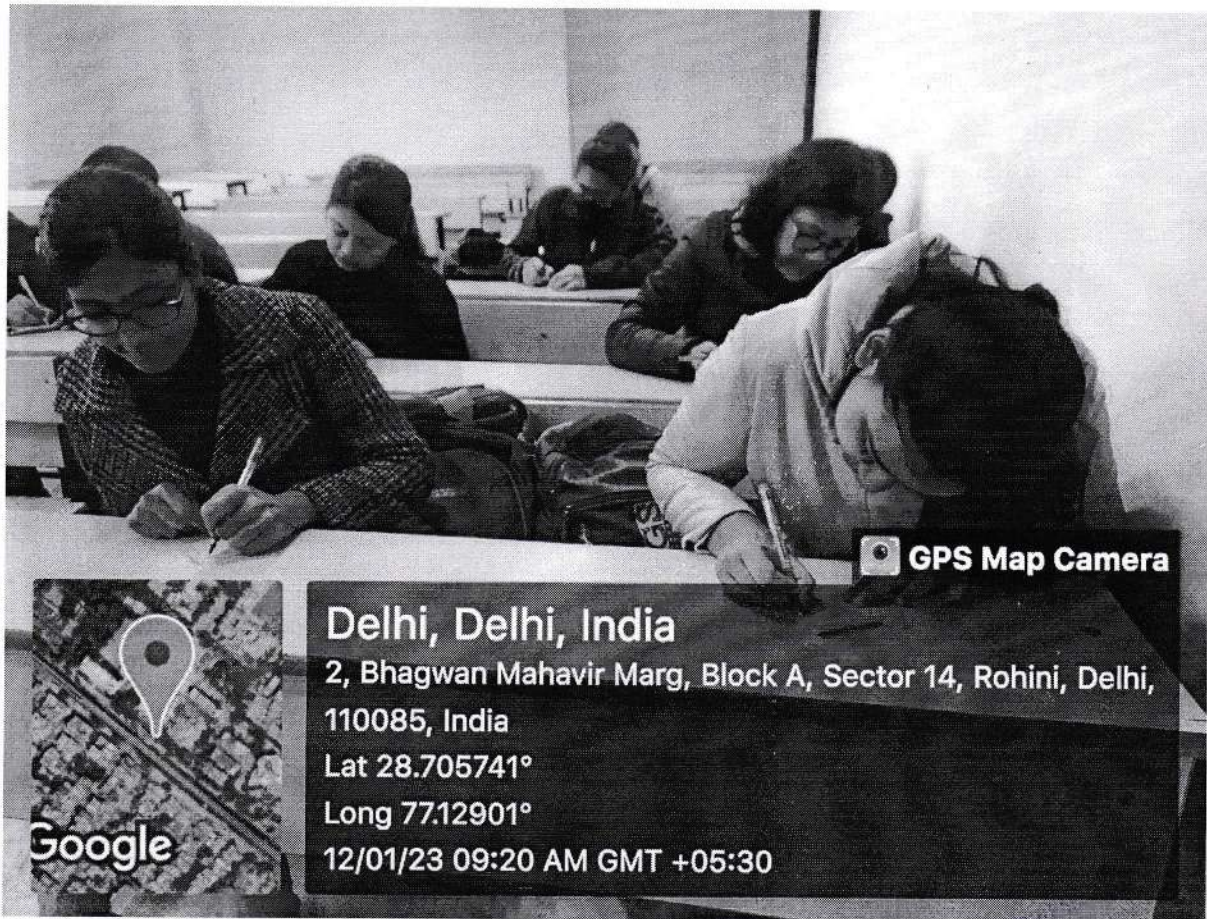 GPS Map Camera
Delhi, Delhi, India
2, Bhagwan Mahavir Marg, Block A, Sector 14, Rohini, Delhi,
110085, India
Lat 28.705741°
Long 77.12901°
12/01/23 09:20 AM GMT +05:30
Google